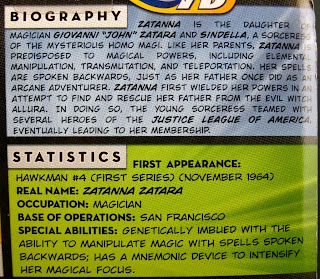 ID
BIOGRAPHY
ZATANNA IS THE DAUGHTER
MAGICIAN GIOVANNI "JOHN" ZATARA AND SINDELLA, A SORCERESS
OF THE MYSTERIOUS HOMO MAGI. LIKE HER PARENTS, ZATANNA IS
PREDISPOSED TO MAGICAL POWERS, INCLUDING ELEMENTAL
MANIPULATION, TRANSMUTATION, AND TELEPORTATION. HER SPELLS
ARE SPOKEN BACKWARDS, JUST AS HER FATHER ONCE DID AS AN
ARCANE ADVENTURER. ZATANNA FIRST WIELDED HER POWERS IN AN
ATTEMPT TO FIND AND RESCUE HER FATHER FROM THE EVIL WITCH
ALLURA. IN DOING SO, THE YOUNG SORCERESS TEAMED WITH
SEVERAL HEROES OF THE JUSTICE LEAGUE OF AMERICA,
EVENTUALLY LEADING TO HER MEMBERSHIP.
STATISTICS
FIRST APPEARANCE:
HAWKMAN #4 (FIRST SERIES) (NOVEMBER 1964)
REAL NAME: ZATANNA ZATARA
OCCUPATION: MAGICIAN
BASE OF OPERATIONS: SAN FRANCISCO
SPECIAL ABILITIES: GENETICALLY IMBUED WITH THE
ABILITY TO MANIPULATE MAGIC WITH SPELLS SPOKEN
BACKWARDS; HAS A MNEMONIC DEVICE TO INTENSIFY
HER MAGICAL FOCUS.